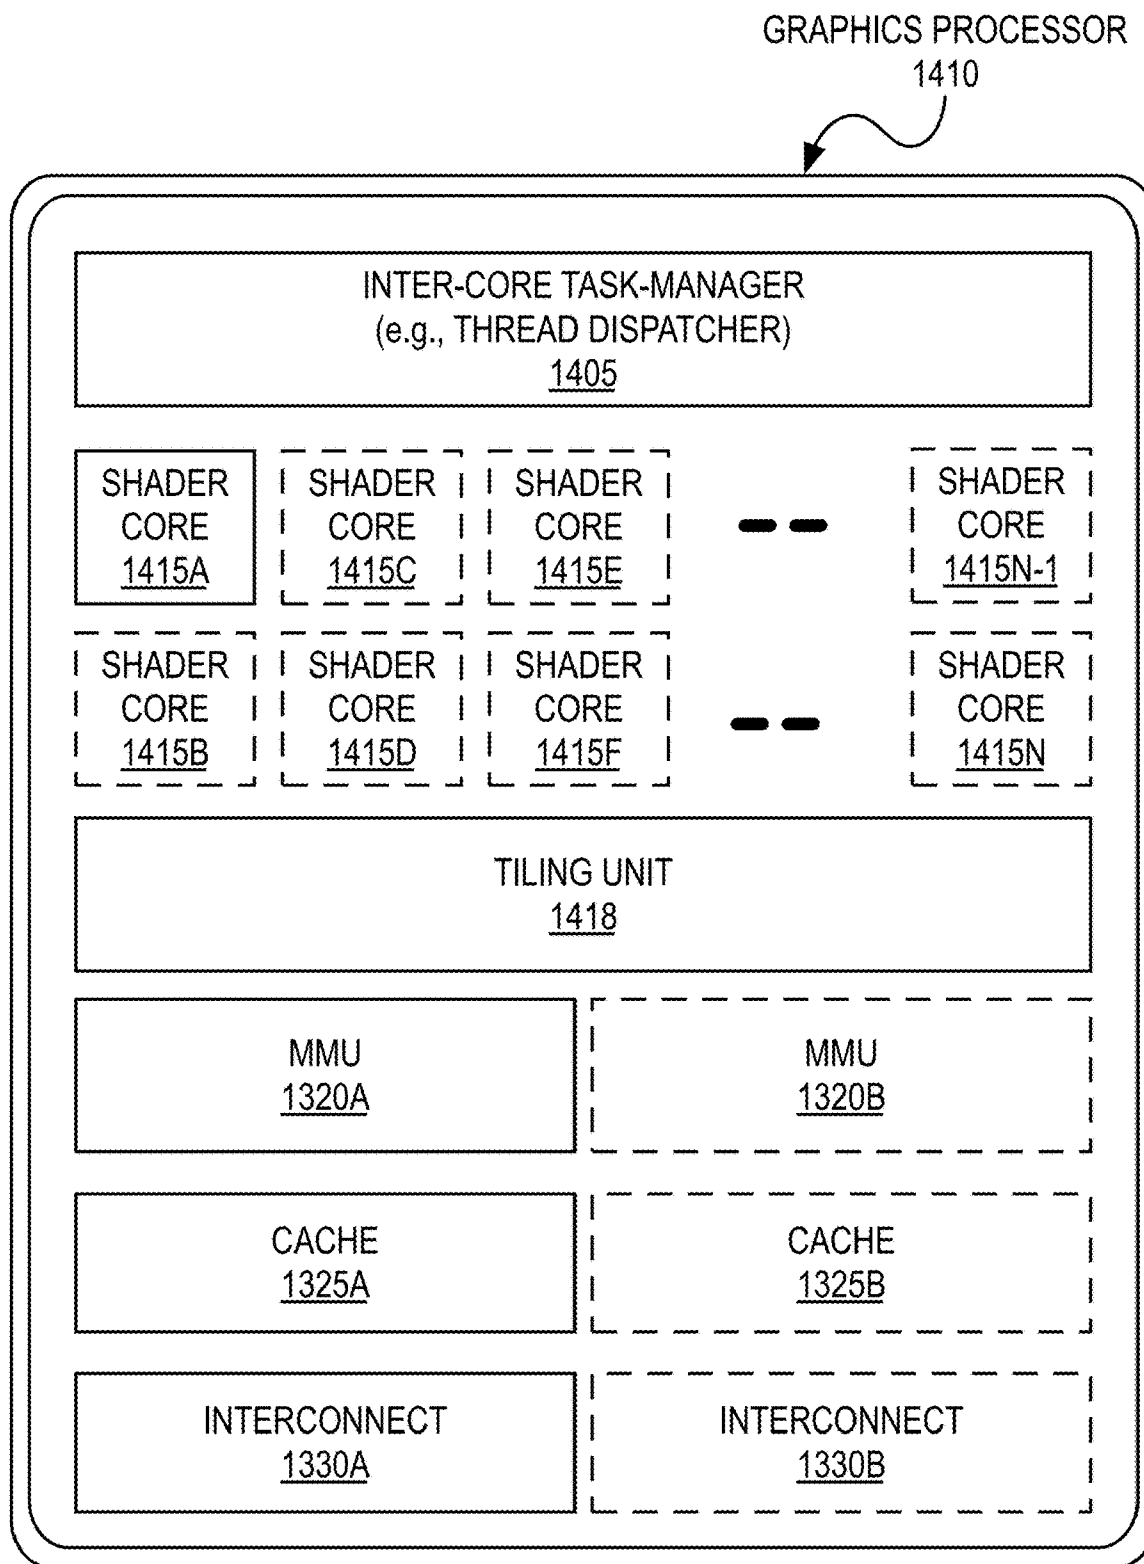 GRAPHICS PROCESSOR
1410
INTER-CORE TASK-MANAGER
(e.g., THREAD DISPATCHER)
1405
SHADER
CORE
1415A
SHADER
CORE
1415C
SHADER
CORE
1415E
SHADER
CORE
1415N-1
SHADER
CORE
1415B
SHADER
CORE
1415D
SHADER
CORE
1415F
SHADER
CORE
1415N
TILING UNIT
1418
MMU
1320A
MMU
1320B
CACHE
1325A
CACHE
1325B
INTERCONNECT
1330A
INTERCONNECT
1330B